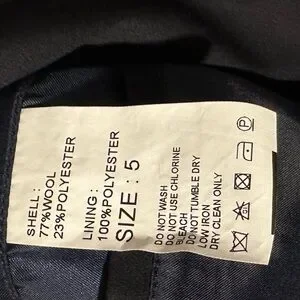 SHELL :
77%WOOL
23%POLYESTER
LINING :
100%POLYESTER
SIZE : 5
DO NOT WASH
DO NOT USE CHLORINE
BLEACH
DO NOT TUMBLE DRY
LOW IRON
DRY CLEAN ONLY
P